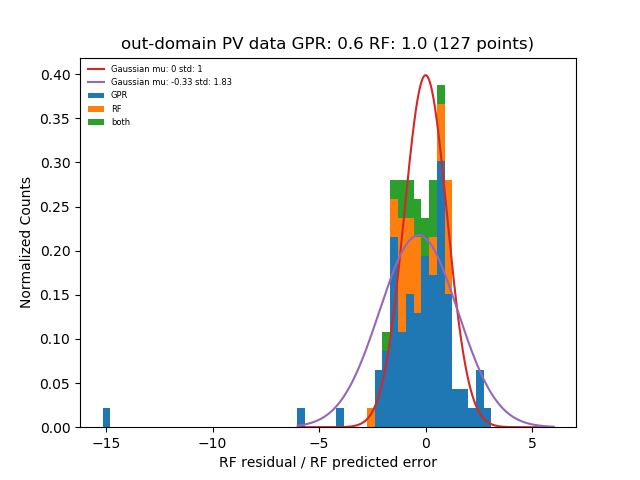 out-domain PV data GPR: 0.6 RF: 1.0 (127 points)
Gaussian mu: 0 std: 1
Gaussian mu: -0.33 std: 1.83
GPR
RF
both
0.40
0.35
0.30
0.25
0.20
0.15
0.10
0.05
0.00
Normalized Counts
−15 −10 −5 0 5
RF residual / RF predicted error